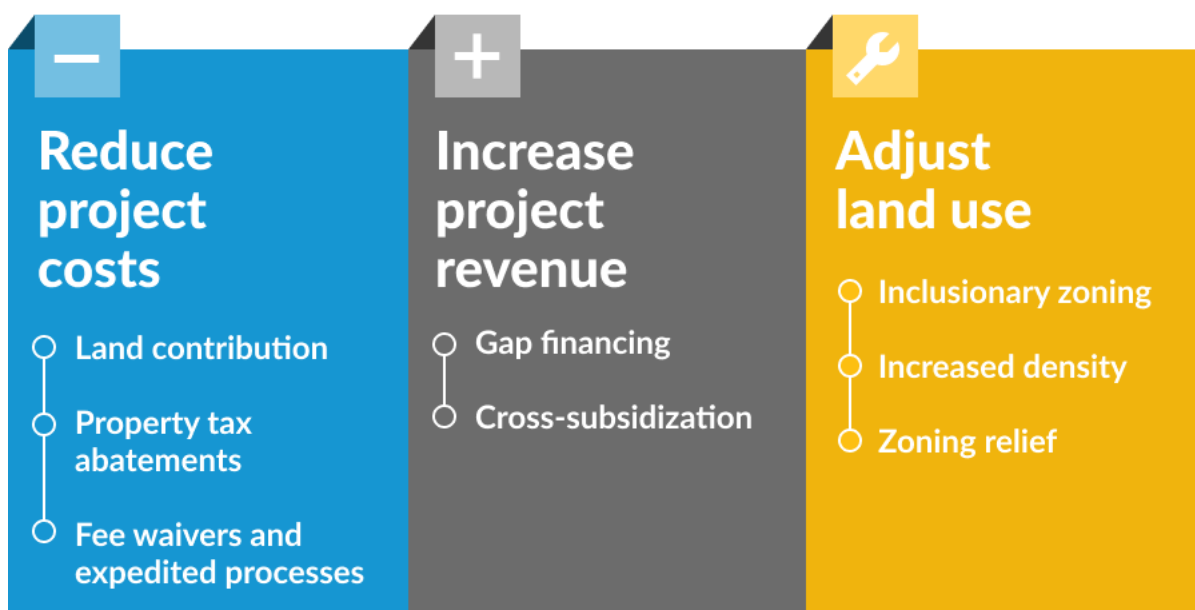 Reduce
project
costs
Land contribution
Property tax
abatements
Fee waivers and
expedited processes
Increase
project
revenue
Gap financing
Cross-subsidization
Adjust
land use
Inclusionary zoning
Increased density
Zoning relief